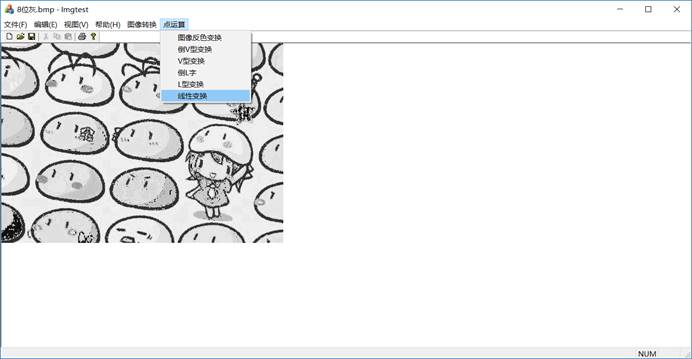 8位灰.bmp - Imgtest
文件(F) 编辑(E) 视图(V) 帮助(H) 图像转换 点运算
图像反色变换
倒V型变换
V型变换
倒L字
L型变换
线性变换
NUM